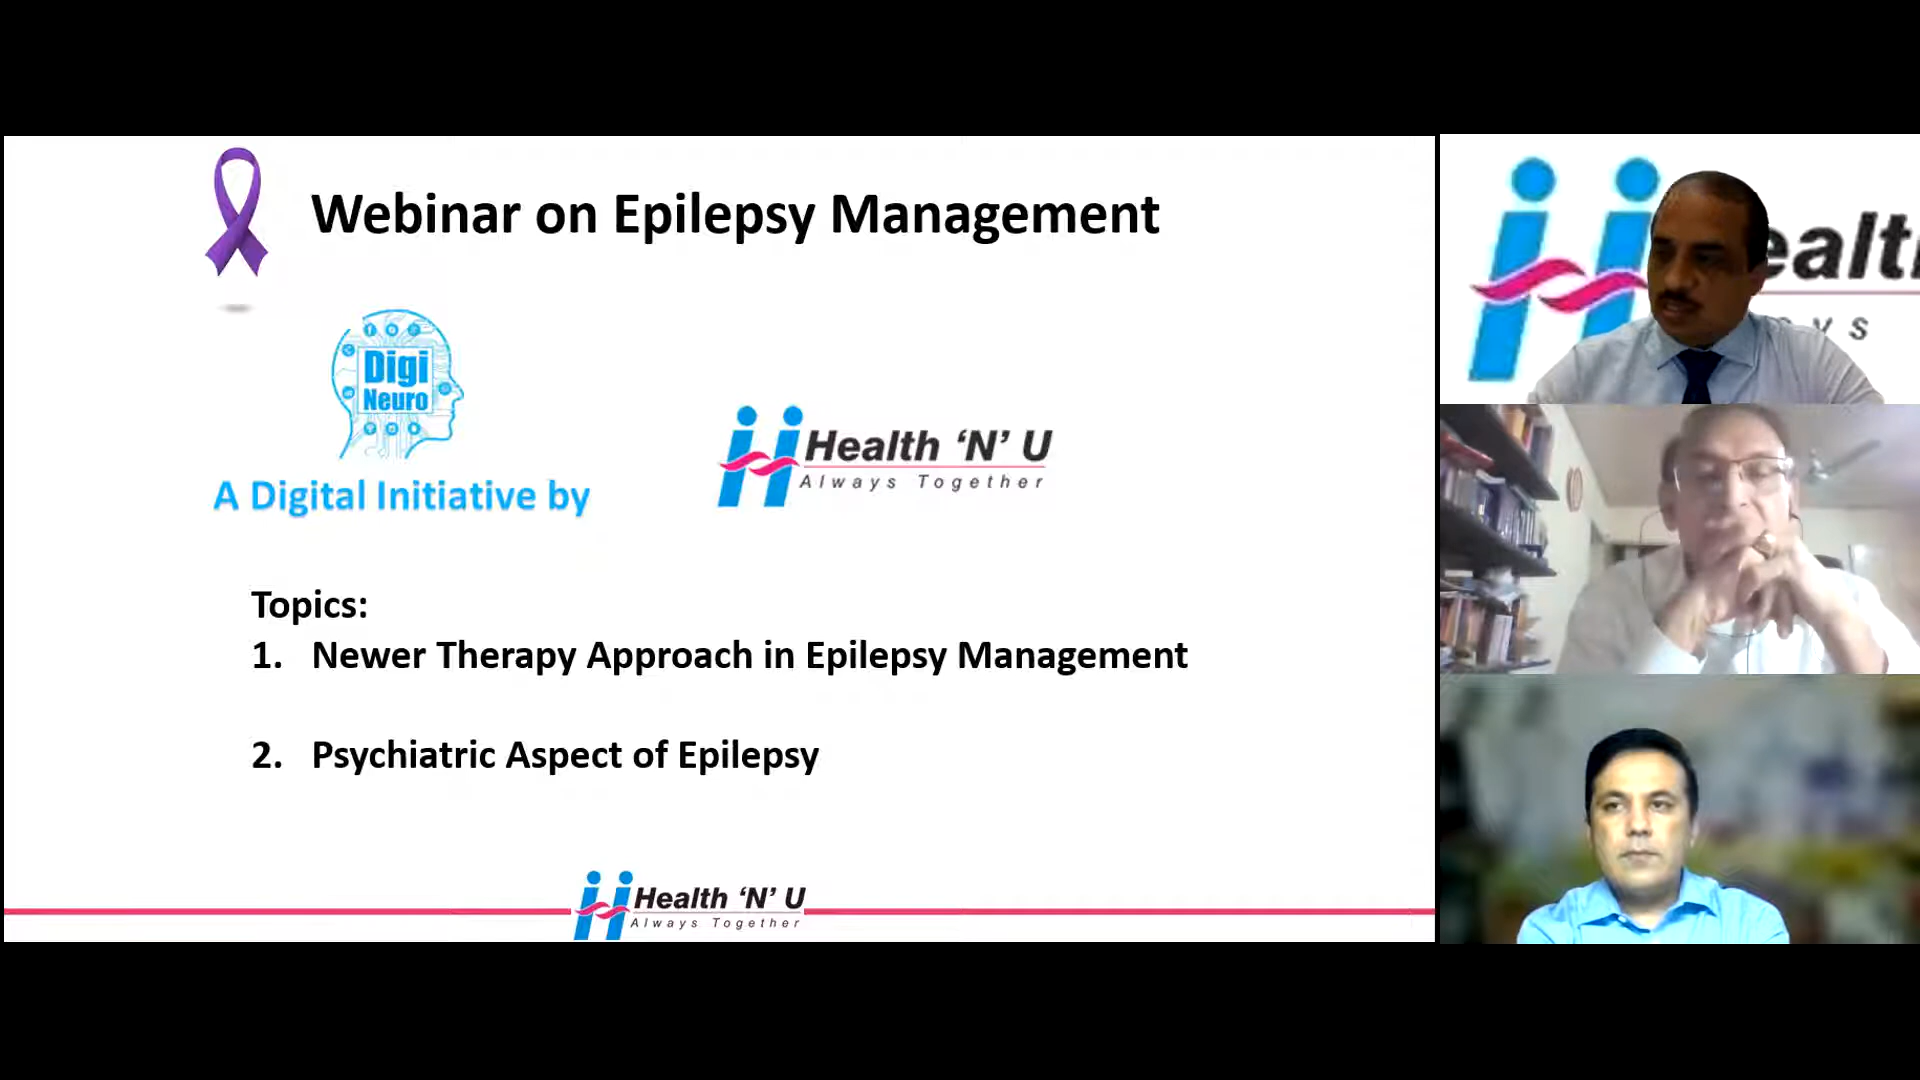 Webinar on Epilepsy Management
Digi
Neuro
A Digital Initiative by
Health ‘N’ U
Always Together
Topics:
1. Newer Therapy Approach in Epilepsy Management
2. Psychiatric Aspect of Epilepsy
Health ‘N’ U
Always Together